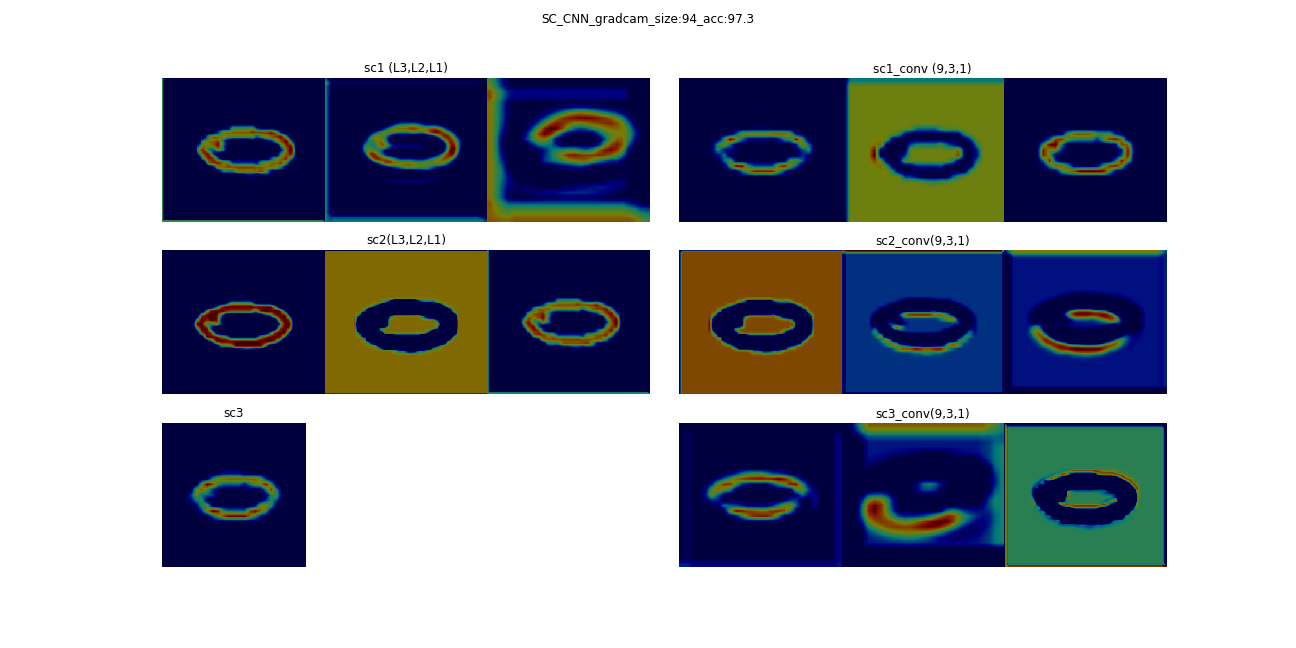 SC_CNN_gradcam_size:94_acc:97.3
sc1 (L3,L2,L1)
sc1_conv (9,3,1)
sc2(L3,L2,L1)
sc2_conv(9,3,1)
sc3
sc3_conv(9,3,1)